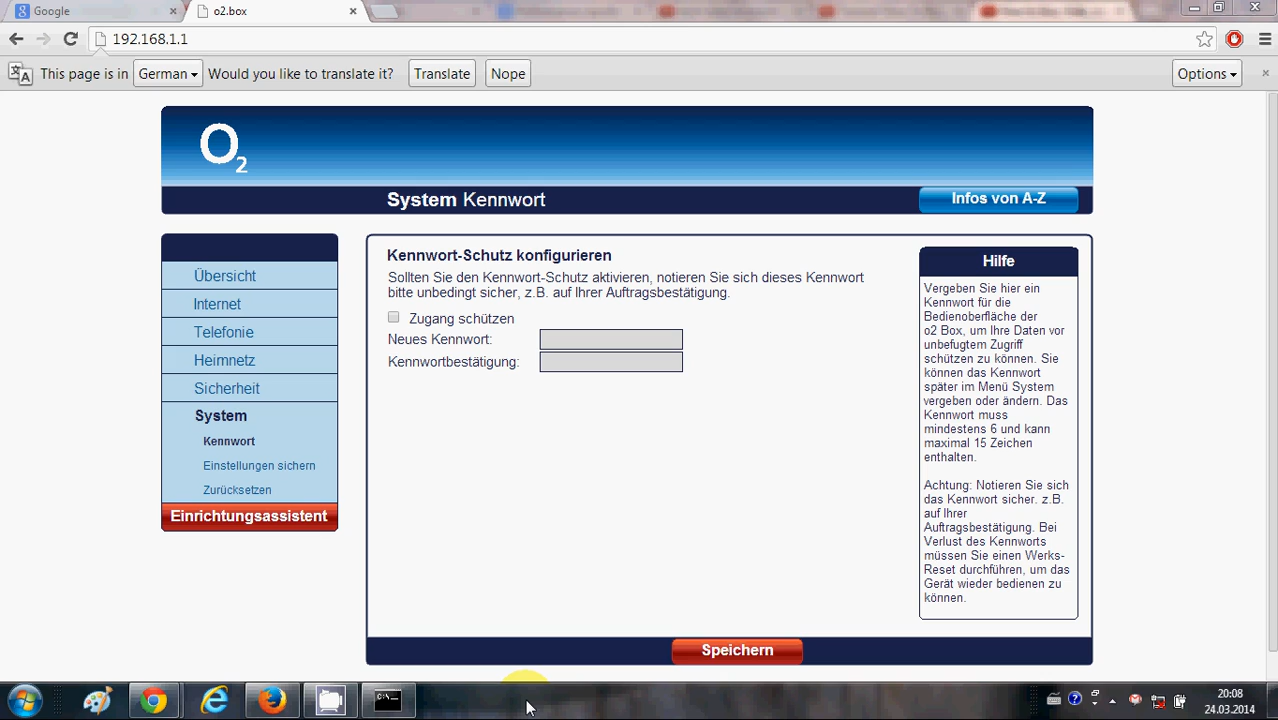 Google
o2.box
192.168.1.1
This page is in German Would you like to translate it? Translate Nope Options
O2
System Kennwort
Infos von A-Z
Übersicht
Internet
Telefonie
Heimnetz
Sicherheit
System
Kennwort
Einstellungen sichern
Zurücksetzen
Einrichtungsassistent
Kennwort-Schutz konfigurieren
Sollten Sie den Kennwort-Schutz aktivieren, notieren Sie sich dieses Kennwort
bitte unbedingt sicher, z.B. auf Ihrer Auftragsbestätigung.
Zugang schützen
Neues Kennwort:
Kennwortbestätigung:
Hilfe
Vergeben Sie hier ein
Kennwort für die
Bedienoberfläche der
o2 Box, um Ihre Daten vor
unbefugtem Zugriff
schützen zu können. Sie
können das Kennwort
später im Menü System
vergeben oder ändern. Das
Kennwort muss
mindestens 6 und kann
maximal 15 Zeichen
enthalten.
Achtung: Notieren Sie sich
das Kennwort sicher. z.B.
auf Ihrer
Auftragsbestätigung. Bei
Verlust des Kennworts
müssen Sie einen Werks-
Reset durchführen, um das
Gerät wieder bedienen zu
können.
Speichern
C:\
20:08
24.03.2014